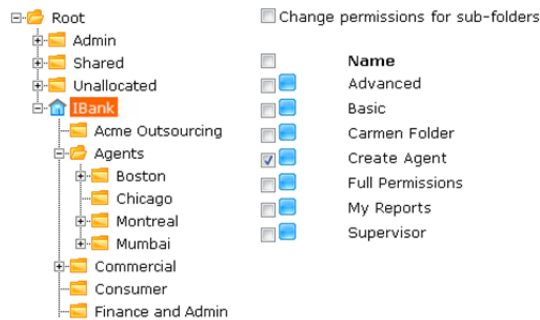 Root
Admin
Shared
Unallocated
IBank
Acme Outsourcing
Agents
Boston
Chicago
Montreal
Mumbai
Commercial
Consumer
Finance and Admin
Change permissions for sub-folders
Name
Advanced
Basic
Carmen Folder
Create Agent
Full Permissions
My Reports
Supervisor